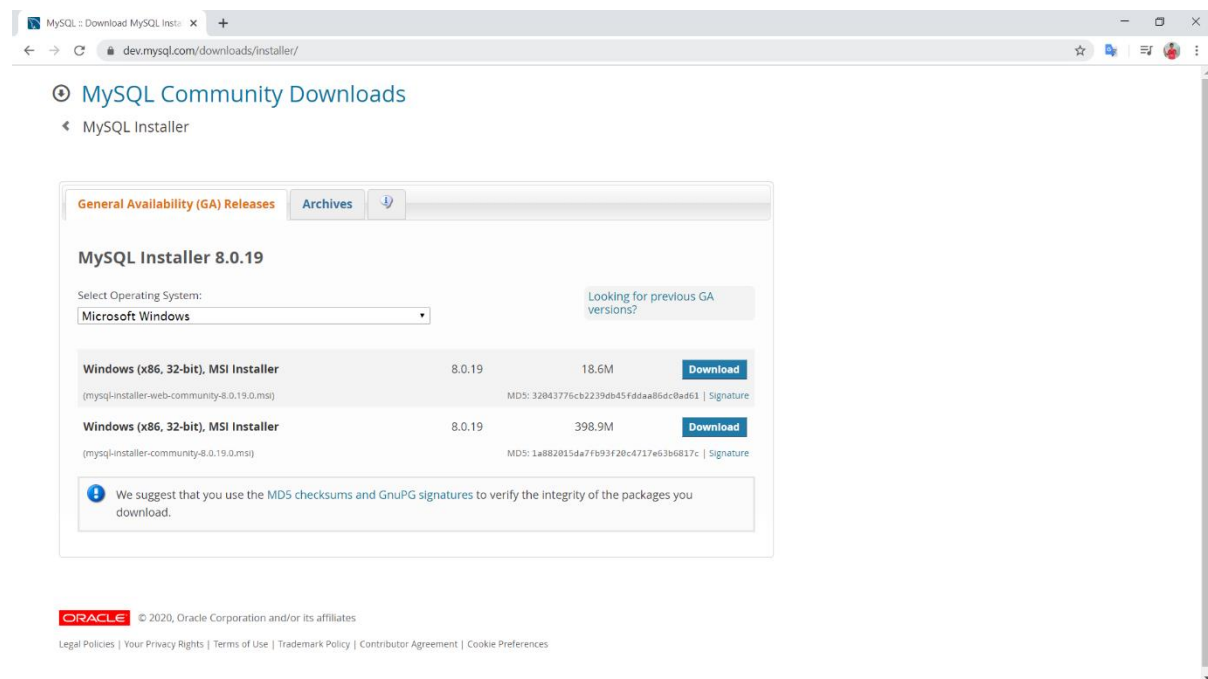 MySQL :: Download MySQL Insta
dev.mysql.com/downloads/installer/
MySQL Community Downloads
MySQL Installer
General Availability (GA) Releases
Archives
MySQL Installer 8.0.19
Select Operating System:
Looking for previous GA
versions?
Microsoft Windows
Windows (x86, 32-bit), MSI Installer 8.0.19 18.6M Download
(mysql-installer-web-community-8.0.19.0.msi) MD5: 32043776cb2239db45fddaa86dc0ad61 | Signature
Windows (x86, 32-bit), MSI Installer 8.0.19 398.9M Download
(mysql-installer-community-8.0.19.0.msi) MD5: 1a882015da7fb93f20c4717e63b6817c | Signature
We suggest that you use the MD5 checksums and GnuPG signatures to verify the integrity of the packages you
download.
ORACLE © 2020, Oracle Corporation and/or its affiliates
Legal Policies | Your Privacy Rights | Terms of Use | Trademark Policy | Contributor Agreement | Cookie Preferences